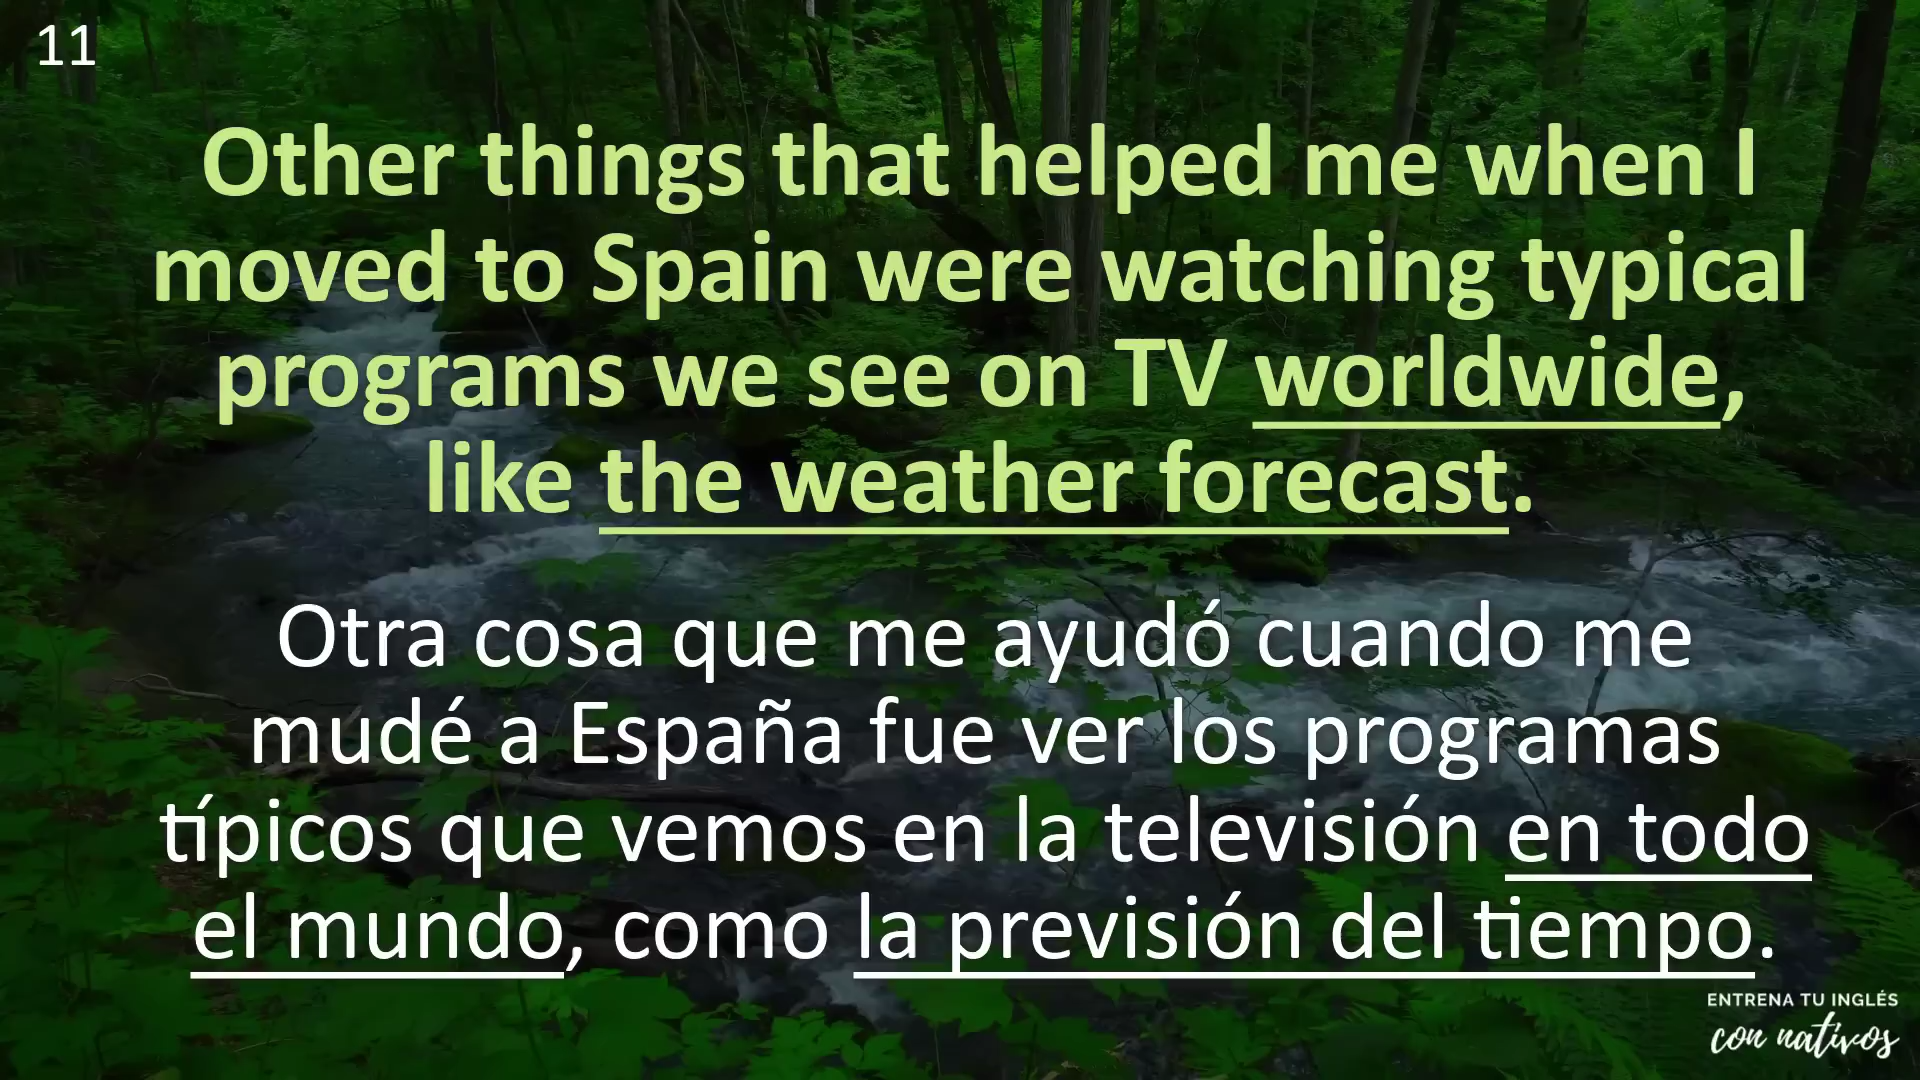 11
Other things that helped me when I
moved to Spain were watching typical
programs we see on TV worldwide,
like the weather forecast.
Otra cosa que me ayudó cuando me
mudé a España fue ver los programas
típicos que vemos en la televisión en todo
el mundo, como la previsión del tiempo.
ENTRENA TU INGLÉS
con nativos